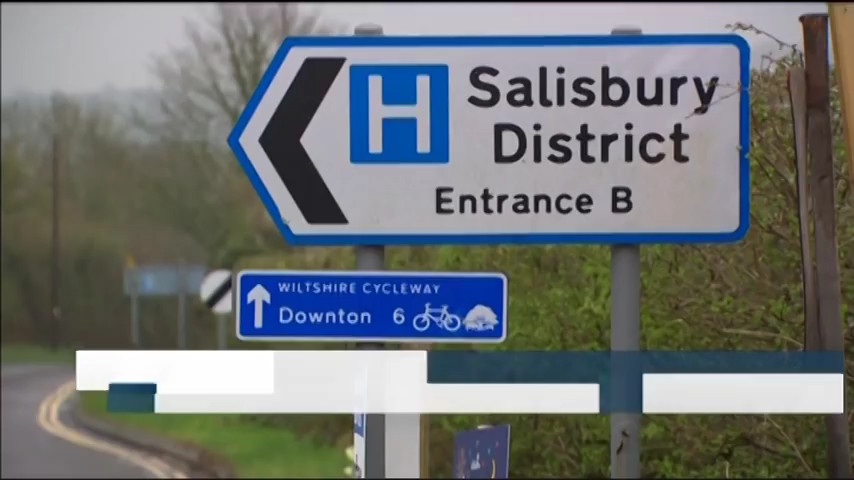 H
Salisbury
District
Entrance B
WILTSHIRE CYCLEWAY
Downton 6